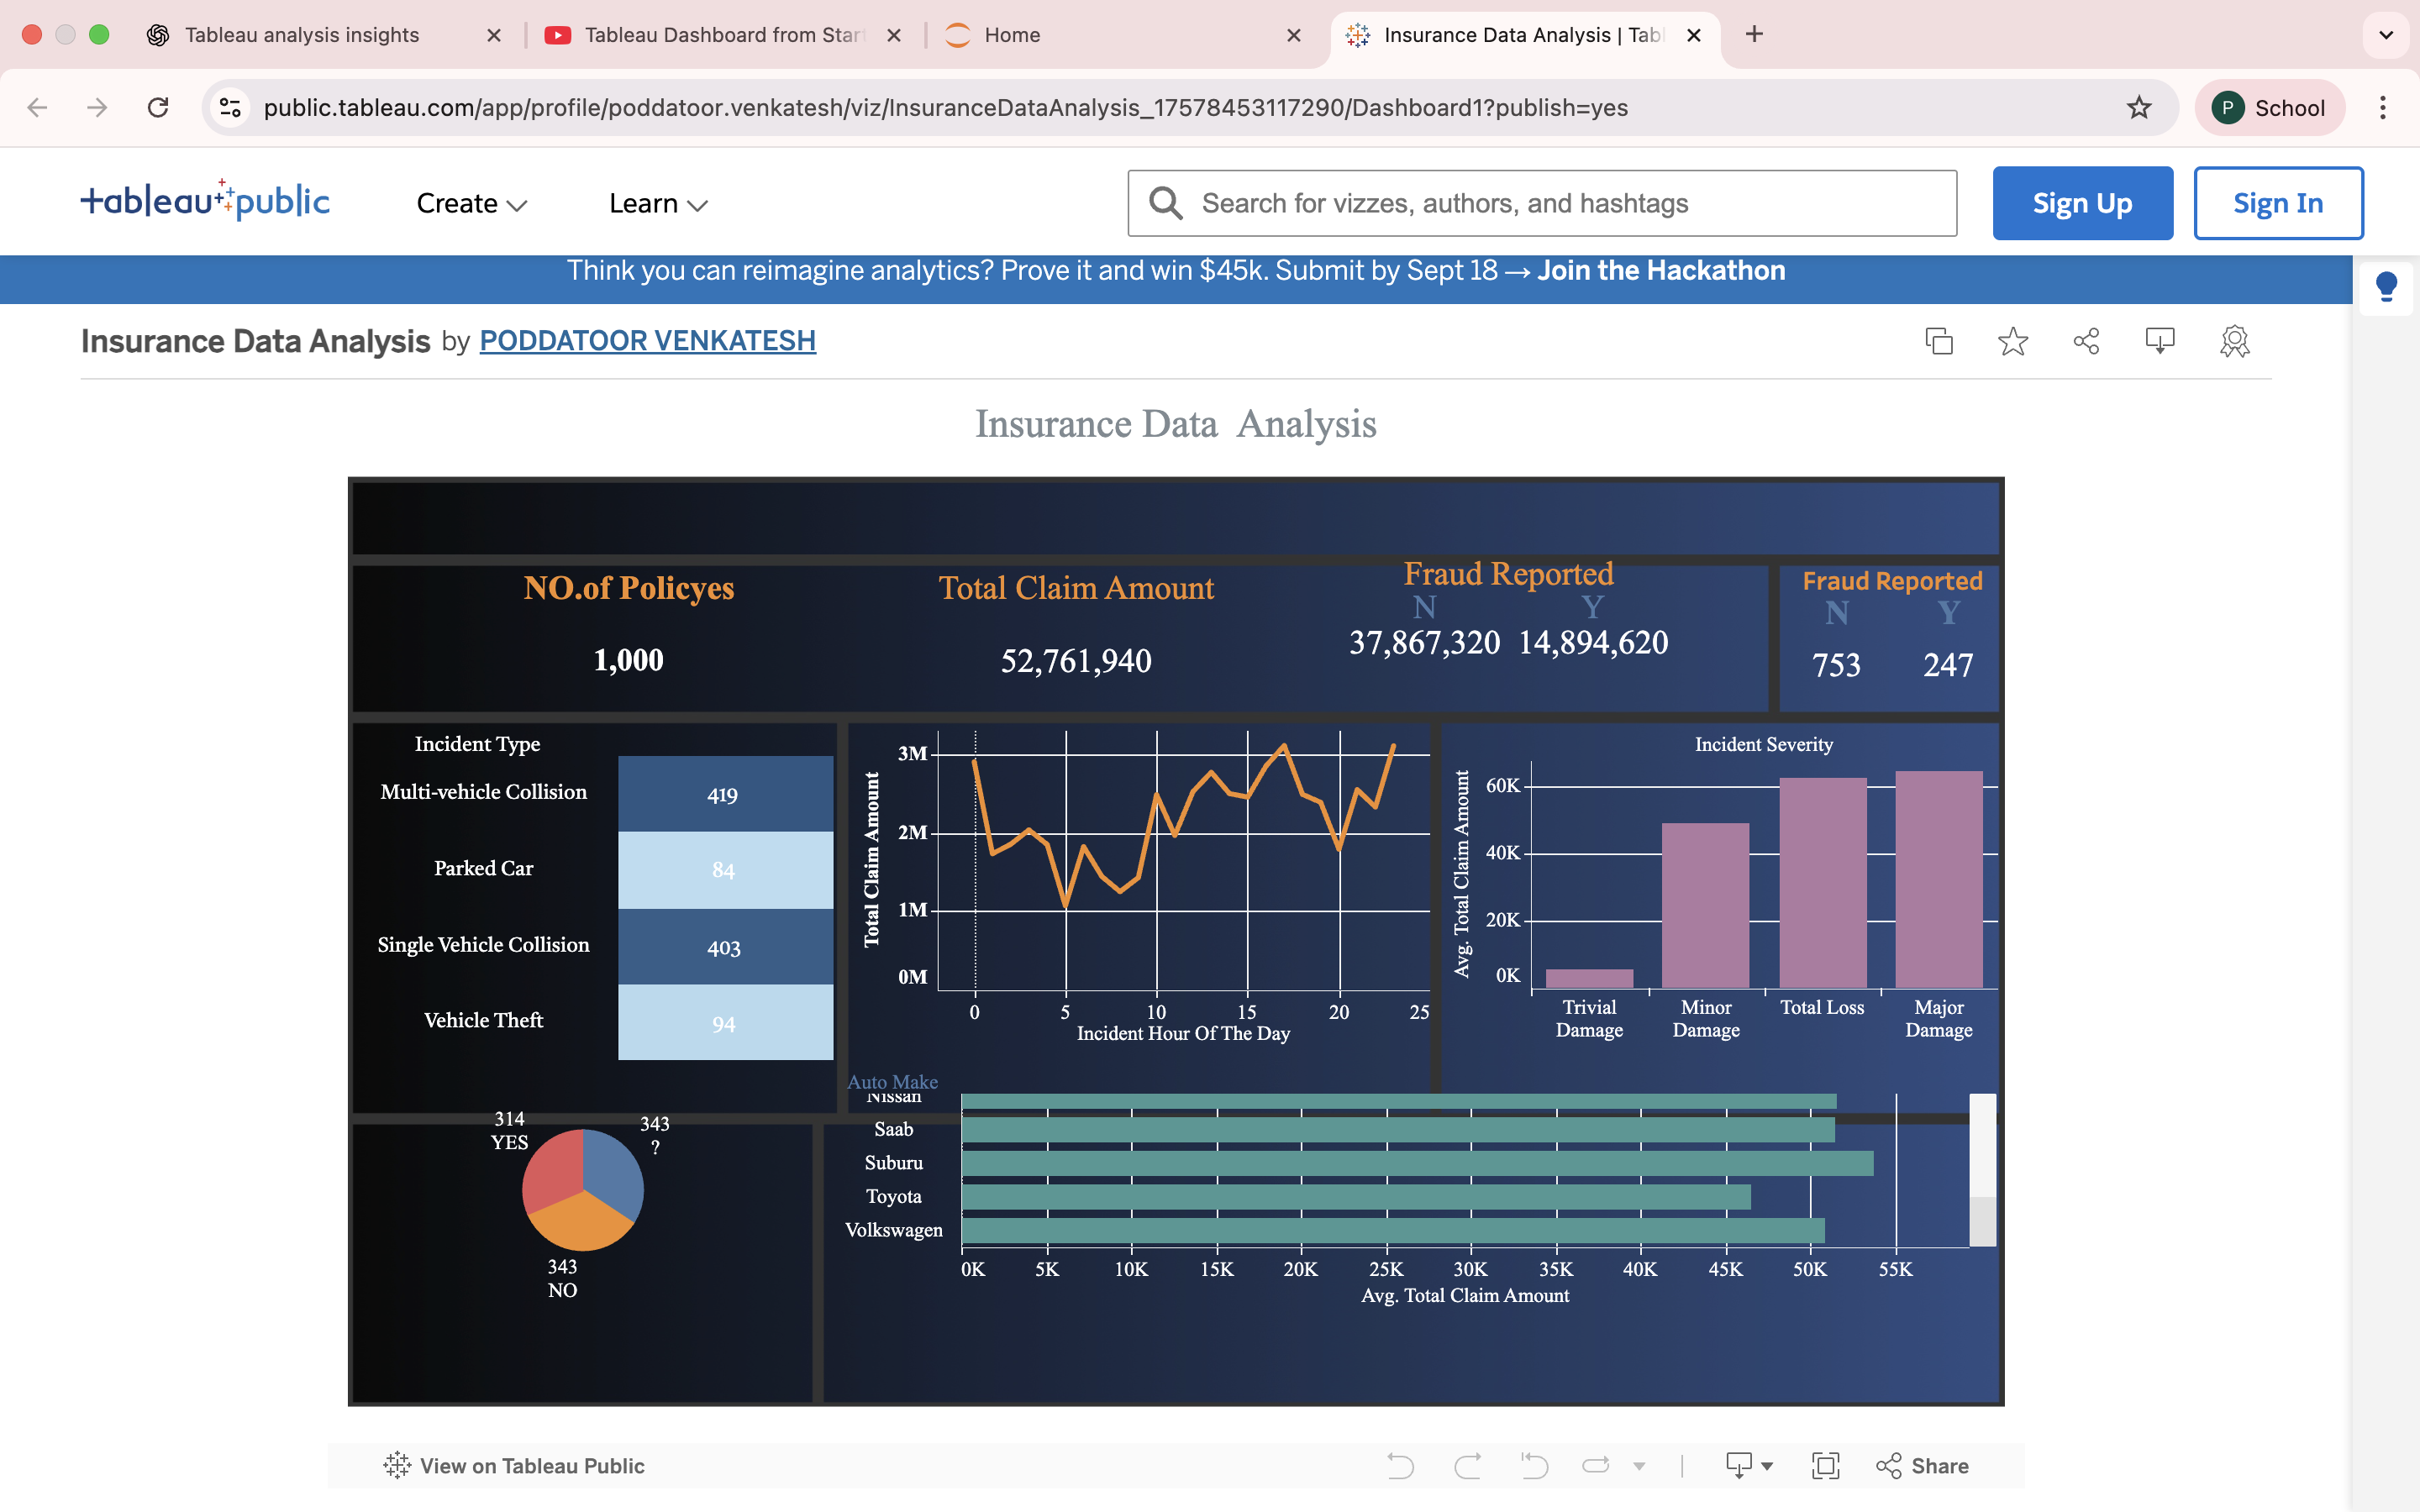 Tableau analysis insights
Tableau Dashboard from Star
Home
Insurance Data Analysis | Tabl
public.tableau.com/app/profile/poddatoor.venkatesh/viz/InsuranceDataAnalysis_17578453117290/Dashboard1?publish=yes
P School
tableau public
Create
Learn
Search for vizzes, authors, and hashtags
Sign Up
Sign In
Think you can reimagine analytics? Prove it and win $45k. Submit by Sept 18 → Join the Hackathon
Insurance Data Analysis by PODDATOOR VENKATESH
Insurance Data Analysis
NO.of Policyes
1,000
Total Claim Amount
52,761,940
Fraud Reported
N Y
37,867,320 14,894,620
Fraud Reported
N Y
753 247
Incident Type
Multi-vehicle Collision 419
Parked Car 84
Single Vehicle Collision 403
Vehicle Theft 94
Total Claim Amount
3M
2M
1M
0M
0 5 10 15 20 25
Incident Hour Of The Day
Incident Severity
Avg. Total Claim Amount
60K
40K
20K
0K
Trivial Damage
Minor Damage
Total Loss
Major Damage
314
YES
343
?
343
NO
Auto Make
Nissan
Saab
Suburu
Toyota
Volkswagen
0K 5K 10K 15K 20K 25K 30K 35K 40K 45K 50K 55K
Avg. Total Claim Amount
View on Tableau Public
Share